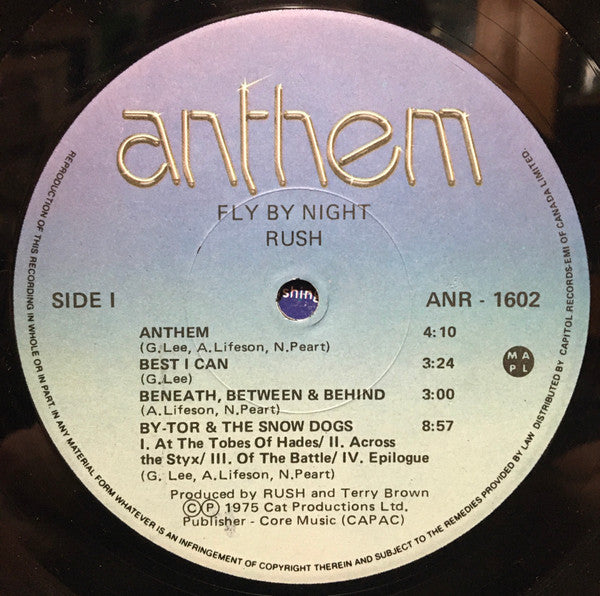 anthem
FLY BY NIGHT
RUSH
SIDE I
ANR - 1602
shin
ANTHEM 4:10
(G. Lee, A. Lifeson, N. Peart)
BEST I CAN 3:24
(G. Lee)
BENEATH, BETWEEN & BEHIND 3:00
(A. Lifeson, N. Peart)
BY-TOR & THE SNOW DOGS 8:57
I. At The Tobes Of Hades/ II. Across
the Styx/ III. Of The Battle/ IV. Epilogue
(G. Lee, A. Lifeson, N. Peart)
M A
P L
Produced by RUSH and Terry Brown
©Ⓟ 1975 Cat Productions Ltd.
Publisher - Core Music (CAPAC)
REPRODUCTION OF THIS RECORDING IN WHOLE OR IN PART, IN ANY MATERIAL FORM WHATEVER IS AN INFRINGEMENT OF COPYRIGHT THEREIN AND SUBJECT TO THE REMEDIES PROVIDED BY LAW DISTRIBUTED BY CAPITOL RECORDS-EMI OF CANADA LIMITED.